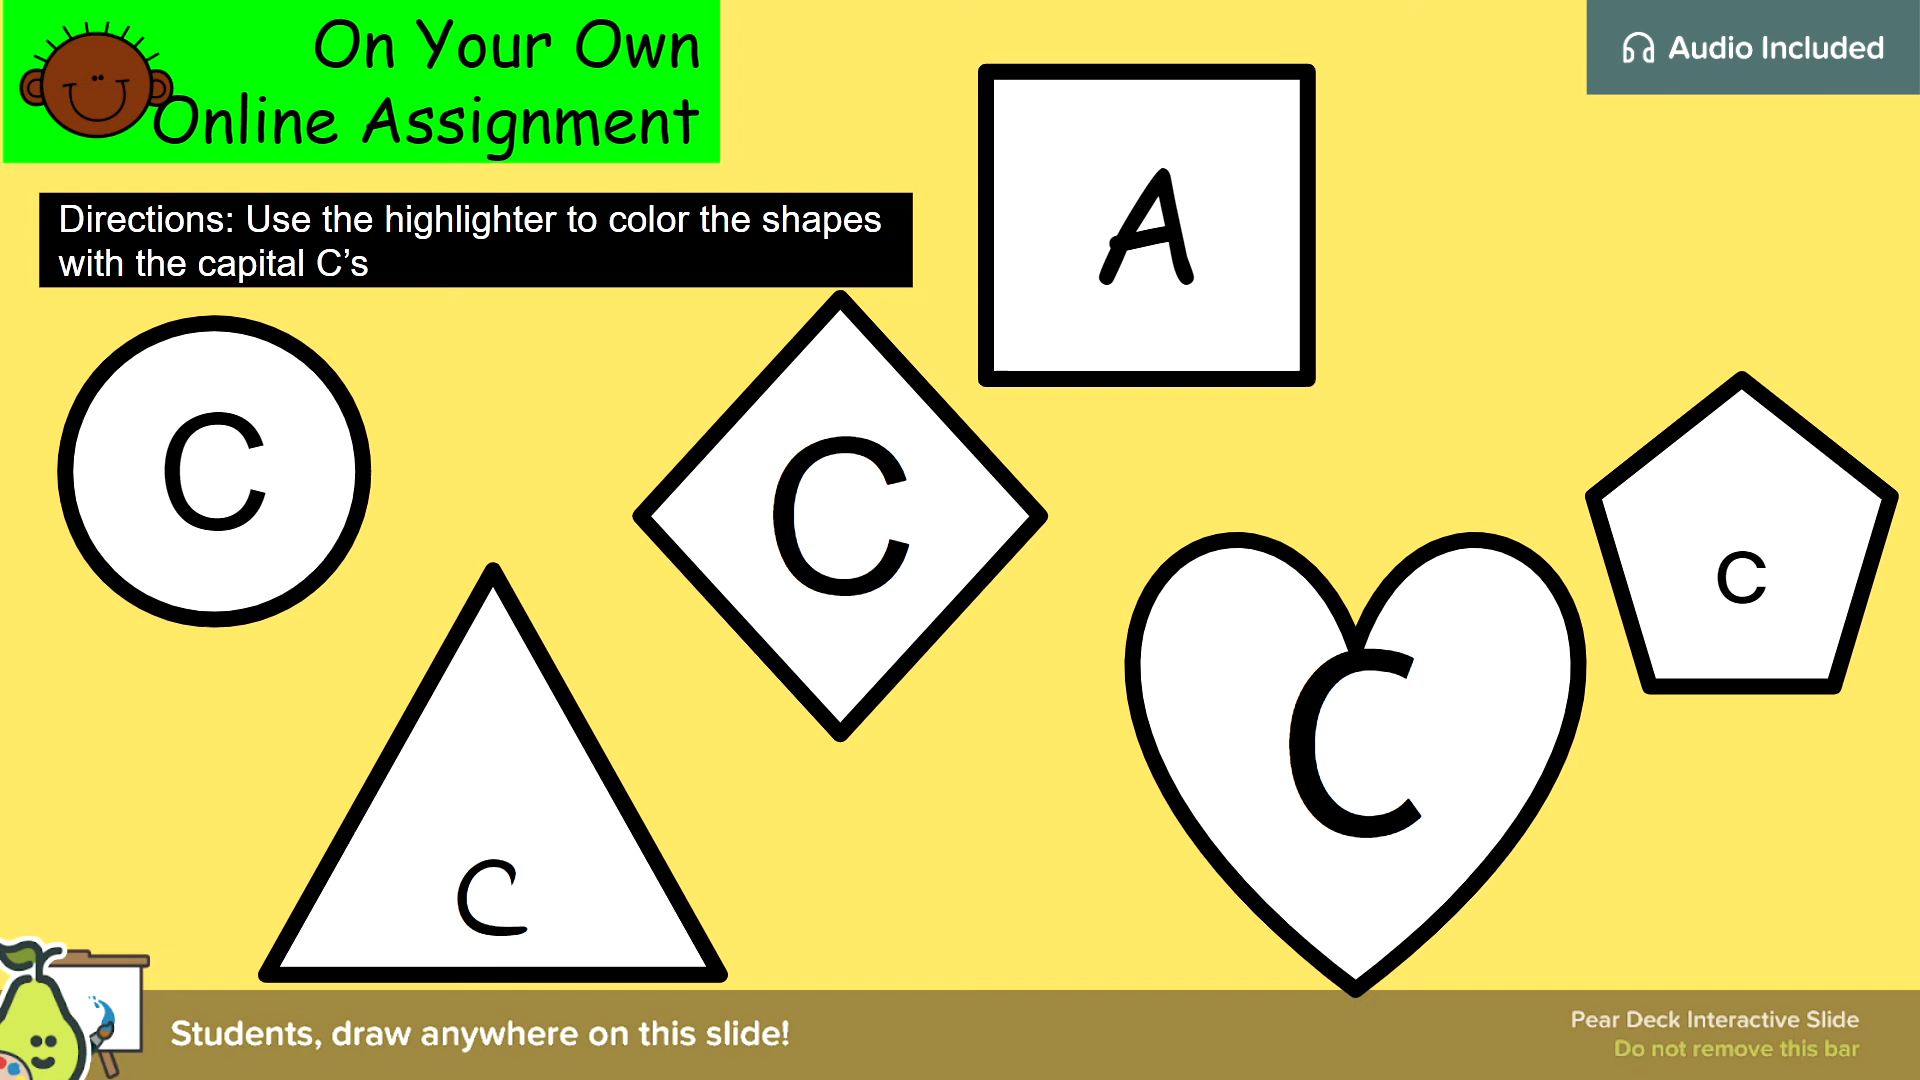 On Your Own
Online Assignment
Audio Included
Directions: Use the highlighter to color the shapes
with the capital C’s
A
C
C
c
C
C
Students, draw anywhere on this slide!
Pear Deck Interactive Slide
Do not remove this bar